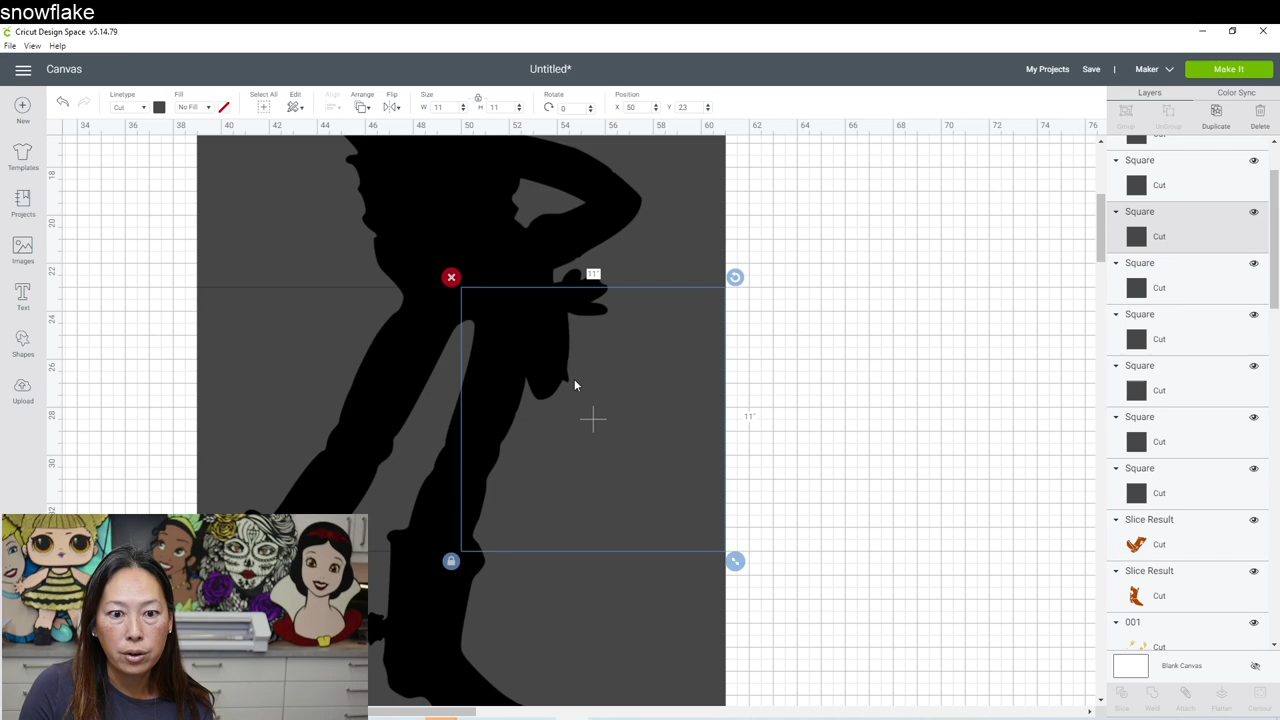 snowflake
Cricut Design Space v5.14.79
File View Help
Canvas Untitled* My Projects Save | Maker Make It
Linetype Fill Select All Edit Align Arrange Flip Size Rotate Position
Cut No Fill W 11 H 11 0 X 50 Y 23
Layers Color Sync
Group UnGroup Duplicate Delete
34 36 38 40 42 44 46 48 50 52 54 56 58 60 62 64 66 68 70 72 74 76
New
Templates
Projects
Images
Text
Shapes
Upload
18
20
22
24
26
28
30
32
11"
11"
Cut
Square
Cut
Square
Cut
Square
Cut
Square
Cut
Square
Cut
Square
Cut
Square
Cut
Slice Result
Cut
Slice Result
Cut
001
Cut
Blank Canvas
Slice Weld Attach Flatten Contour